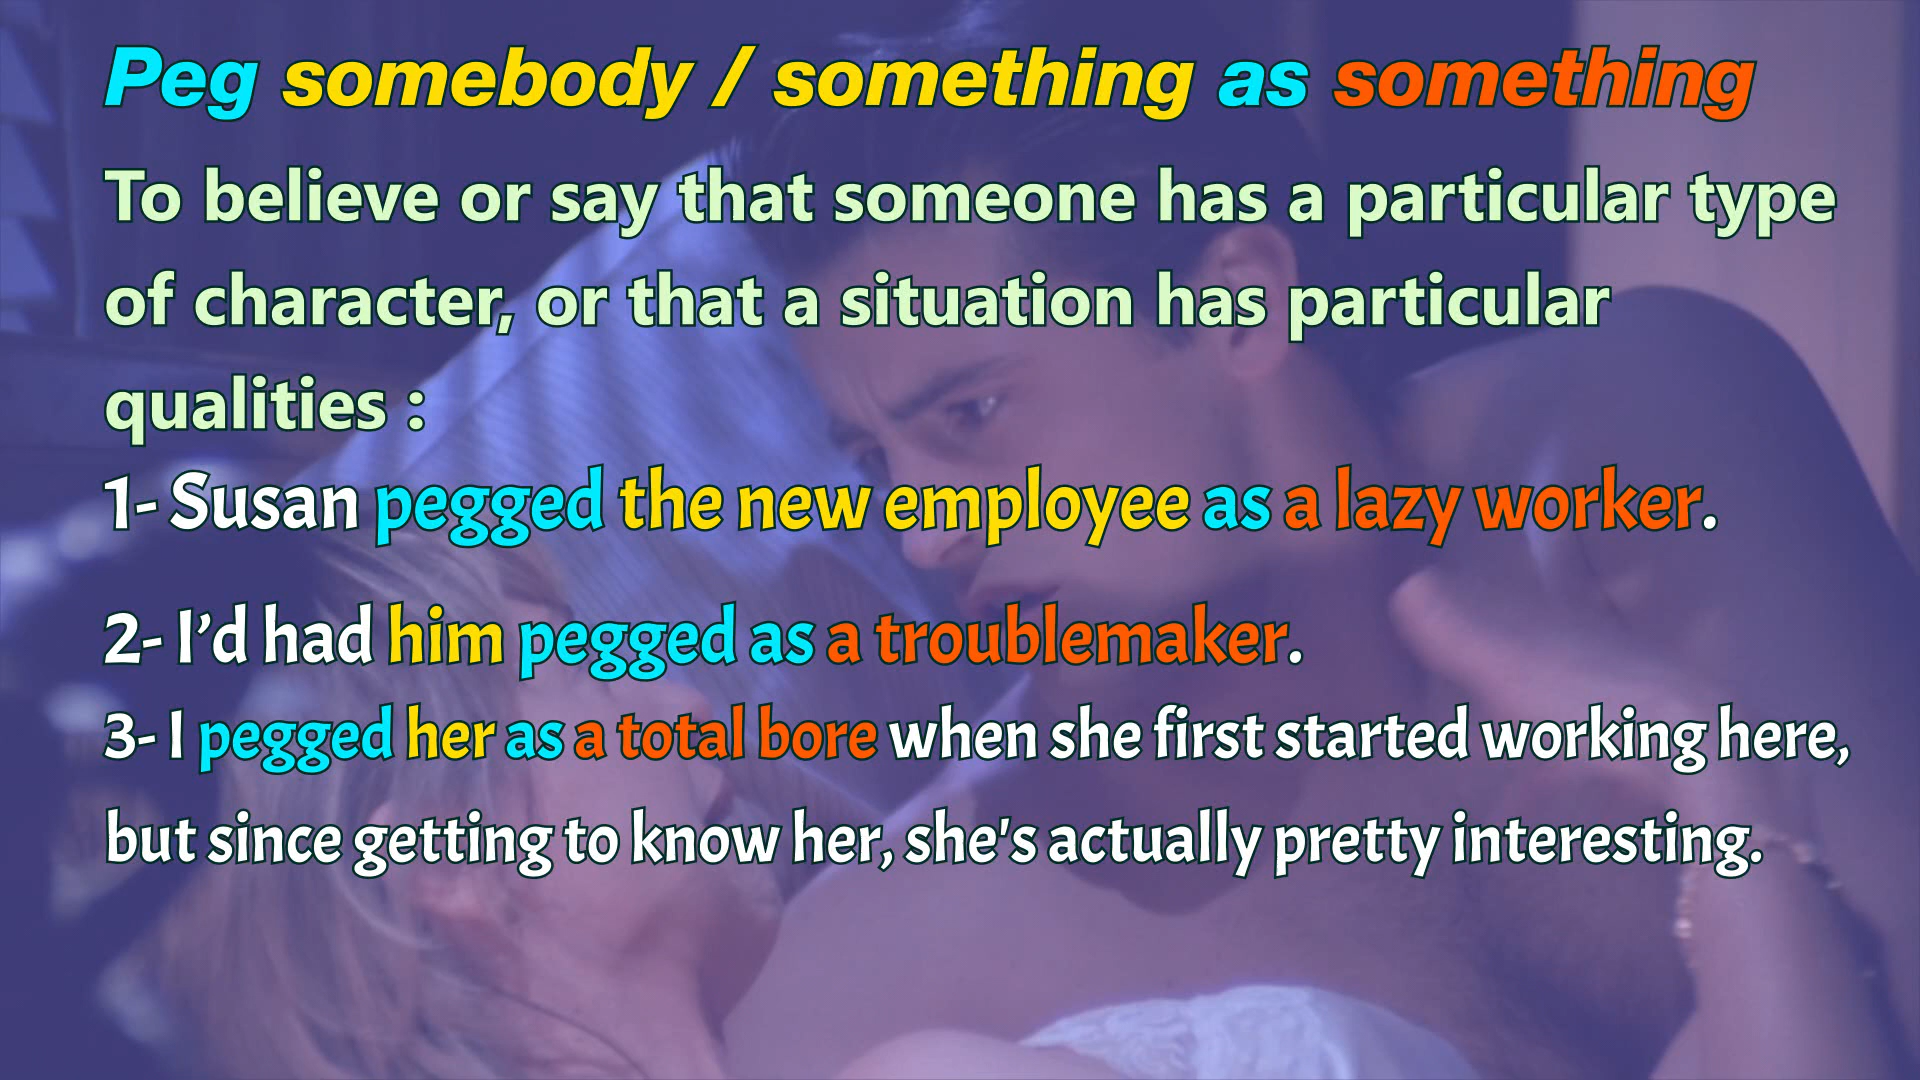 Peg somebody / something as something
To believe or say that someone has a particular type
of character, or that a situation has particular
qualities :
1- Susan pegged the new employee as a lazy worker.
2- I’d had him pegged as a troublemaker.
3- I pegged her as a total bore when she first started working here,
but since getting to know her, she's actually pretty interesting.